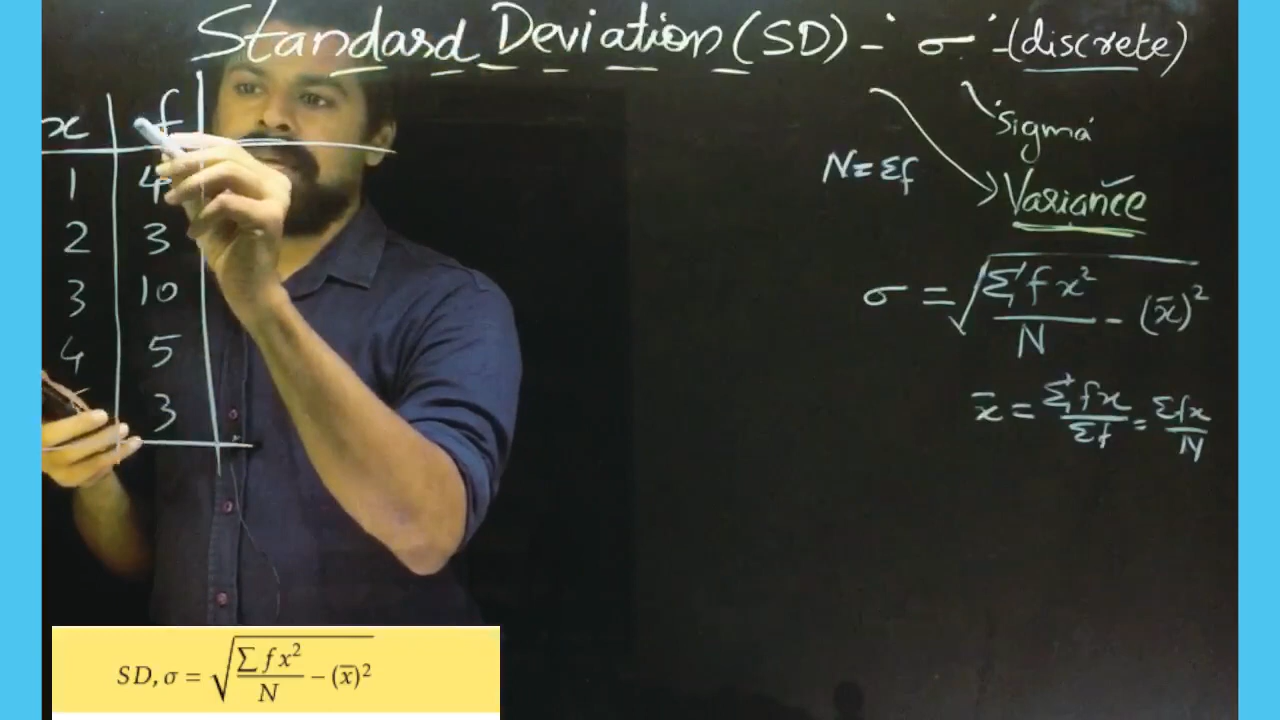 Standard Deviation (SD) - 'σ' - (discrete)
'Sigma'
Variance
N = Σf
x f
1 4
2 3
3 10
4 5
3
σ = √(Σfx²/N - (x̄)²)
x̄ = Σfx/Σf = Σfx/N
SD, σ = √(∑fx²/N − (x̄)²)